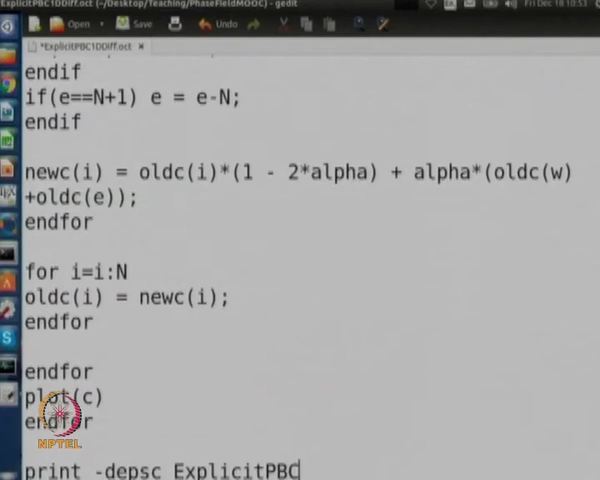 ExplicitPBC1DDiff.oct (~/Desktop/Teaching/PhaseFieldMOOC) - gedit
Fri Dec 18 10:53
Open Save Undo
*ExplicitPBC1DDiff.oct ×
endif
if(e==N+1) e = e-N;
endif
newc(i) = oldc(i)*(1 - 2*alpha) + alpha*(oldc(w)
+oldc(e));
endfor
for i=i:N
oldc(i) = newc(i);
endfor
endfor
plot(c)
endfor
NPTEL
print -depsc ExplicitPBC